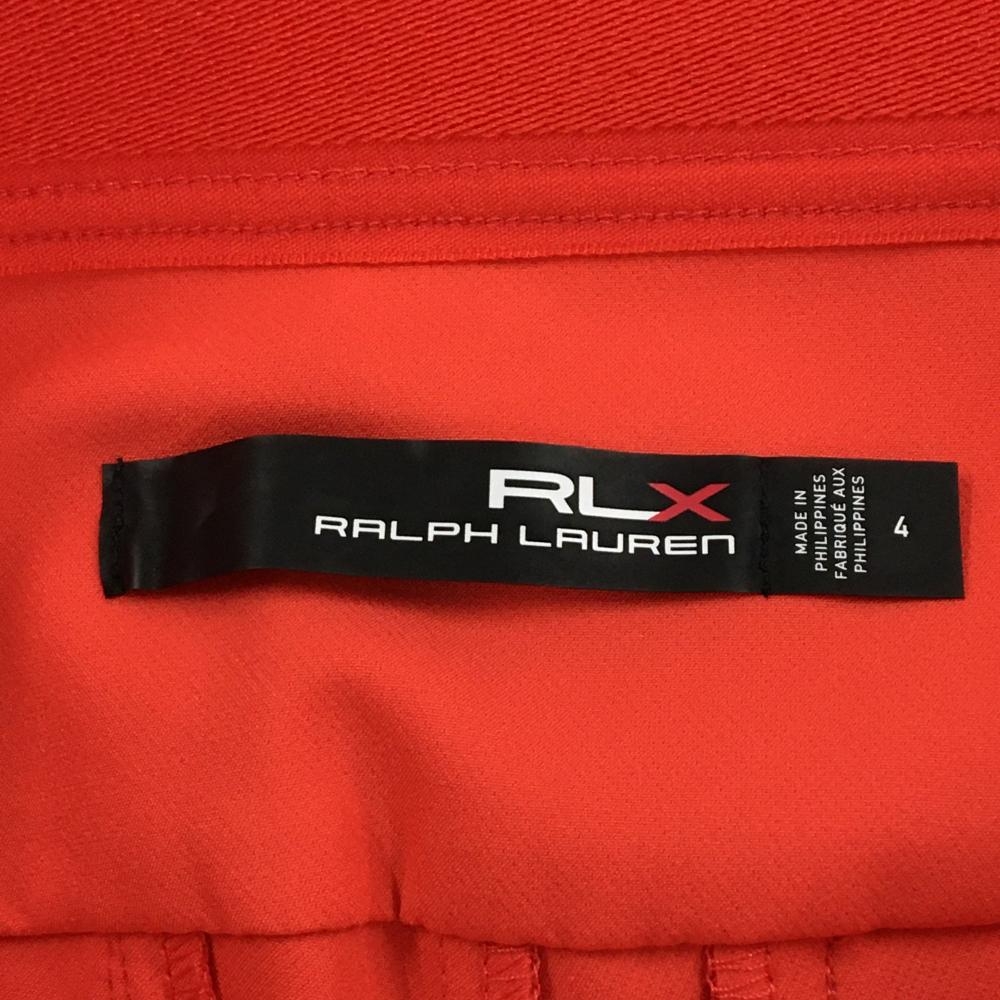 RLX
RALPH LAUREN
MADE IN
PHILIPPINES
FABRIQUÉ AUX
PHILIPPINES
4